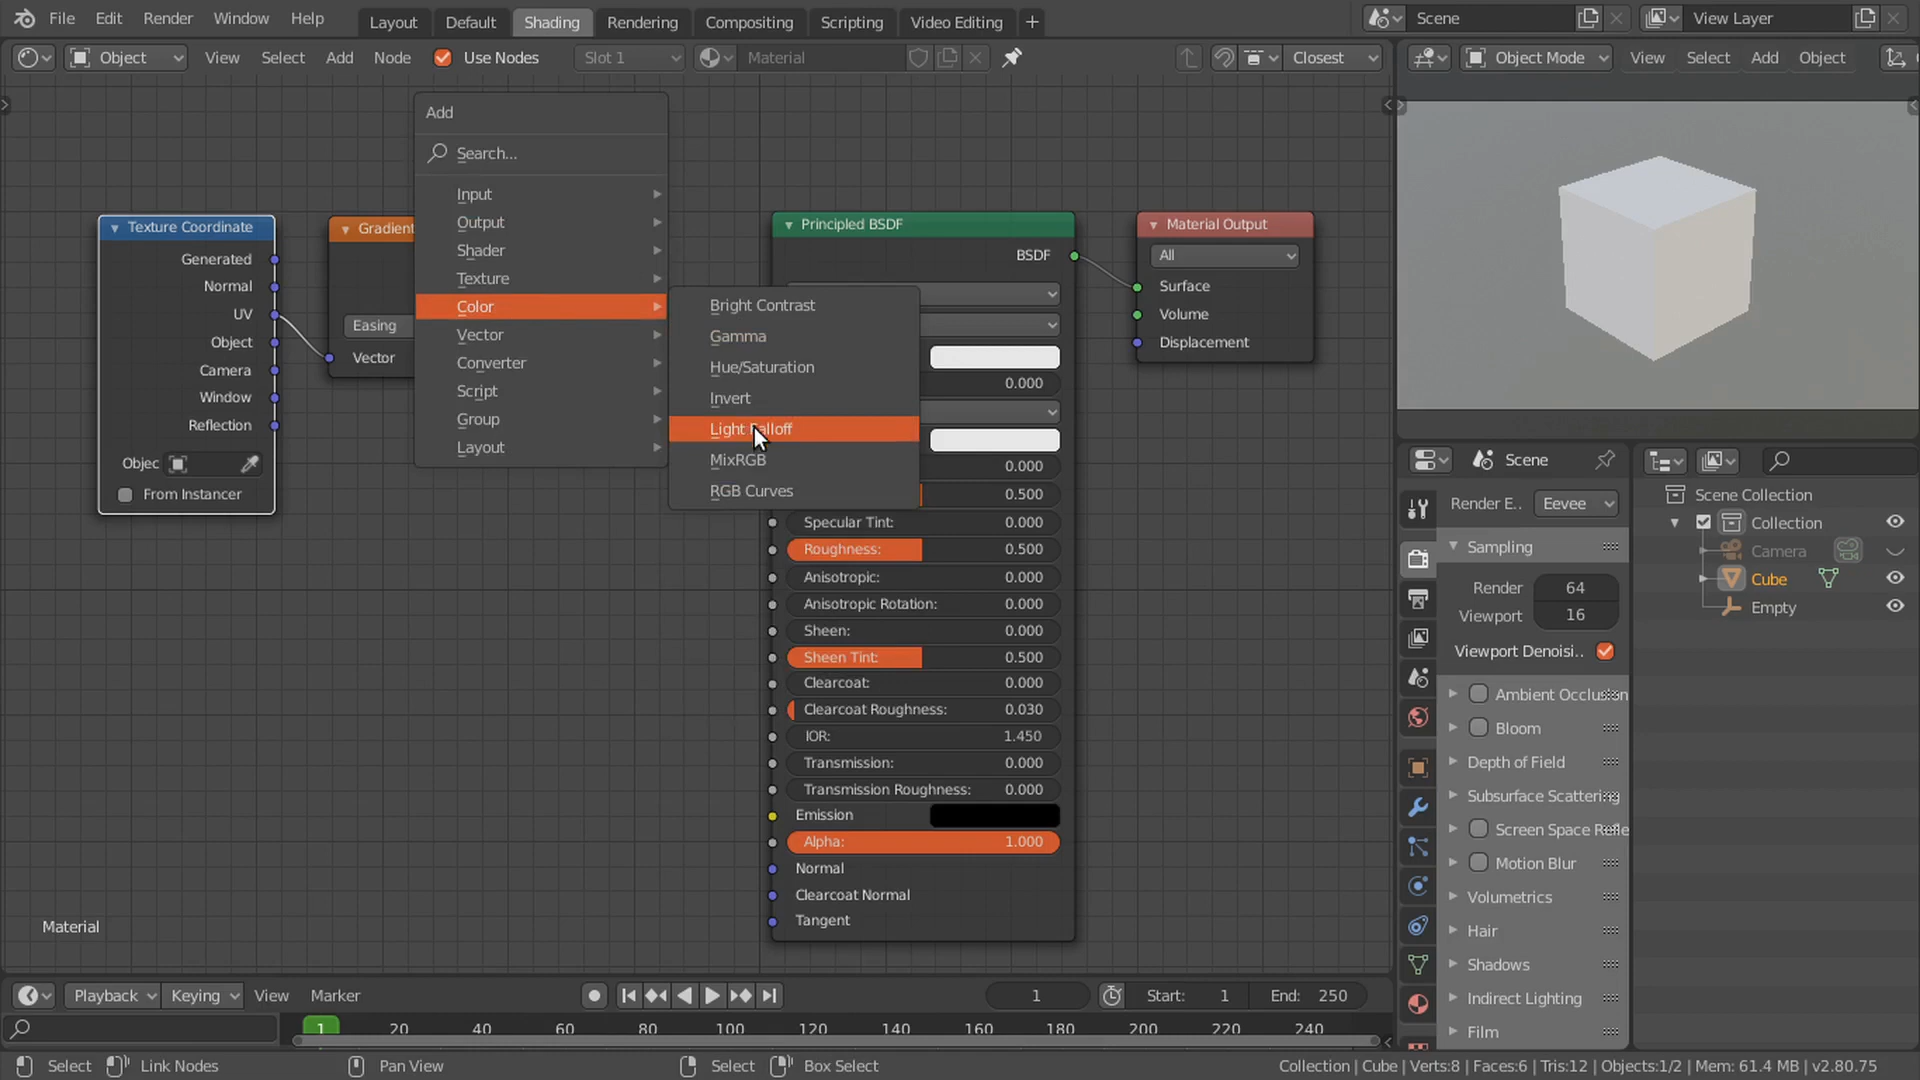 File Edit Render Window Help Layout Default Shading Rendering Compositing Scripting Video Editing + Scene View Layer
Object View Select Add Node Use Nodes Slot 1 Material Closest Object Mode View Select Add Object
Add
Search...
Input
Output
Shader
Texture
Color
Vector
Converter
Script
Group
Layout
Bright Contrast
Gamma
Hue/Saturation
Invert
Light Falloff
MixRGB
RGB Curves
Texture Coordinate
Generated
Normal
UV
Object
Camera
Window
Reflection
Objec
From Instancer
Gradient
Easing
Vector
Principled BSDF
BSDF
0.000
0.000
0.500
Specular Tint: 0.000
Roughness: 0.500
Anisotropic: 0.000
Anisotropic Rotation: 0.000
Sheen: 0.000
Sheen Tint: 0.500
Clearcoat: 0.000
Clearcoat Roughness: 0.030
IOR: 1.450
Transmission: 0.000
Transmission Roughness: 0.000
Emission
Alpha: 1.000
Normal
Clearcoat Normal
Tangent
Material Output
All
Surface
Volume
Displacement
Material
Scene
Render E.. Eevee
Sampling
Render 64
Viewport 16
Viewport Denoisi..
Ambient Occlusion
Bloom
Depth of Field
Subsurface Scattering
Screen Space Refle
Motion Blur
Volumetrics
Hair
Shadows
Indirect Lighting
Film
Scene Collection
Collection
Camera
Cube
Empty
Playback Keying View Marker 1 Start: 1 End: 250
1 20 40 60 80 100 120 140 160 180 200 220 240
Select Link Nodes Pan View Select Box Select Collection | Cube | Verts:8 | Faces:6 | Tris:12 | Objects:1/2 | Mem: 61.4 MB | v2.80.75